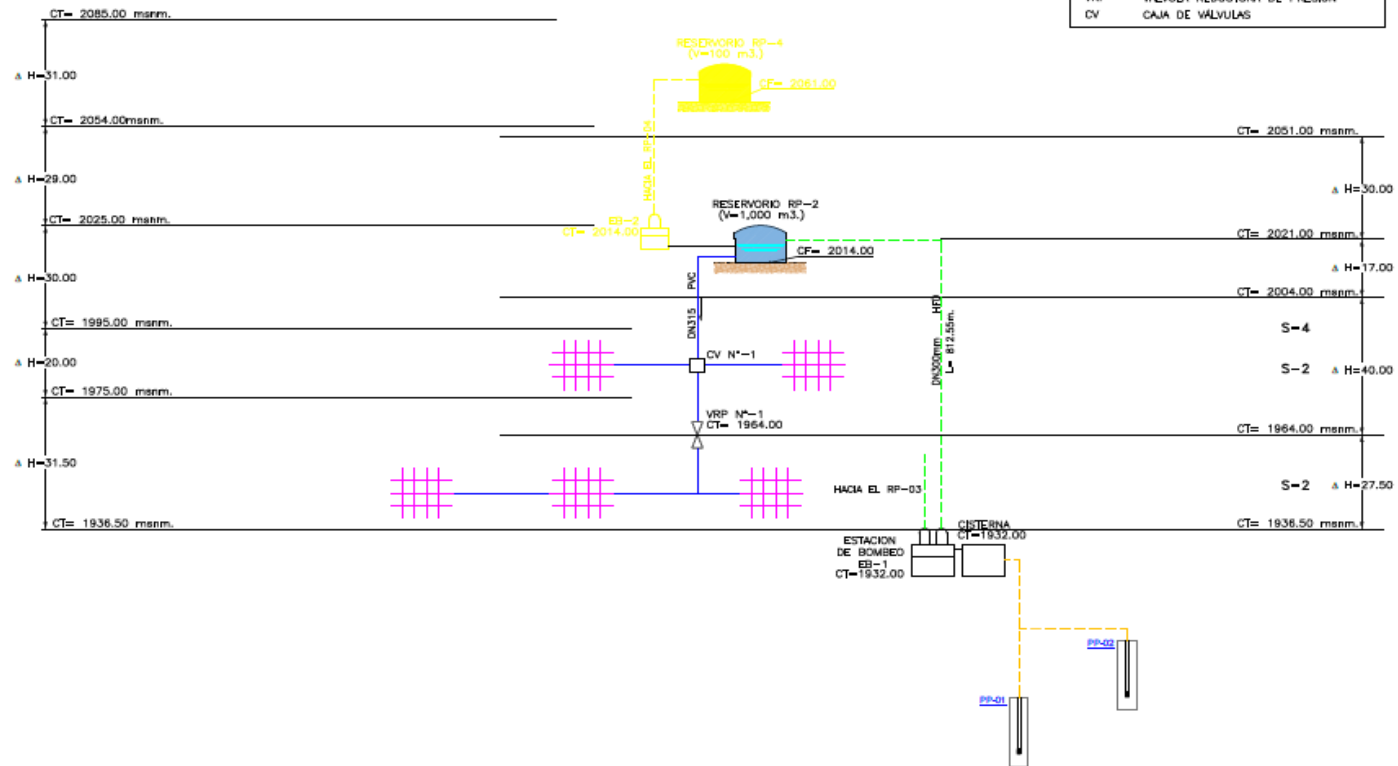 CT= 2085.00 msnm.
VALVULA REDUCTORA DE PRESION
CV CAJA DE VÁLVULAS
RESERVORIO RP-4
(V=100 m3.)
Δ H=31.00
CF= 2061.00
CT= 2054.00msnm.
CT= 2051.00 msnm.
HACIA EL RP-04
Δ H=29.00
Δ H=30.00
RESERVORIO RP-2
(V=1,000 m3.)
CT= 2025.00 msnm.
EB-2
CT= 2014.00
CT= 2021.00 msnm.
CF= 2014.00
Δ H=30.00
Δ H=17.00
DN315 PVC
CT= 2004.00 msnm.
DN300mm HFD
L= 812.55m.
CT= 1995.00 msnm.
S-4
CV N°-1
Δ H=20.00
S-2 Δ H=40.00
CT= 1975.00 msnm.
VRP N°-1
CT= 1964.00
CT= 1964.00 msnm.
Δ H=31.50
HACIA EL RP-03
S-2 Δ H=27.50
CT= 1936.50 msnm.
CT= 1936.50 msnm.
CISTERNA
CT=1932.00
ESTACION
DE BOMBEO
EB-1
CT=1932.00
PP-02
PP-01